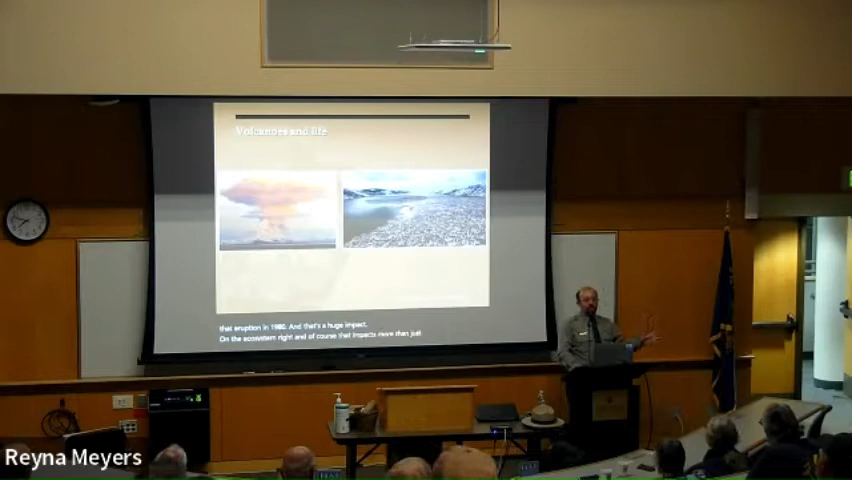 Volcanoes and life
that eruption in 1980. And that's a huge impact.
On the ecosystem right and of course that impacts more than just
Reyna Meyers